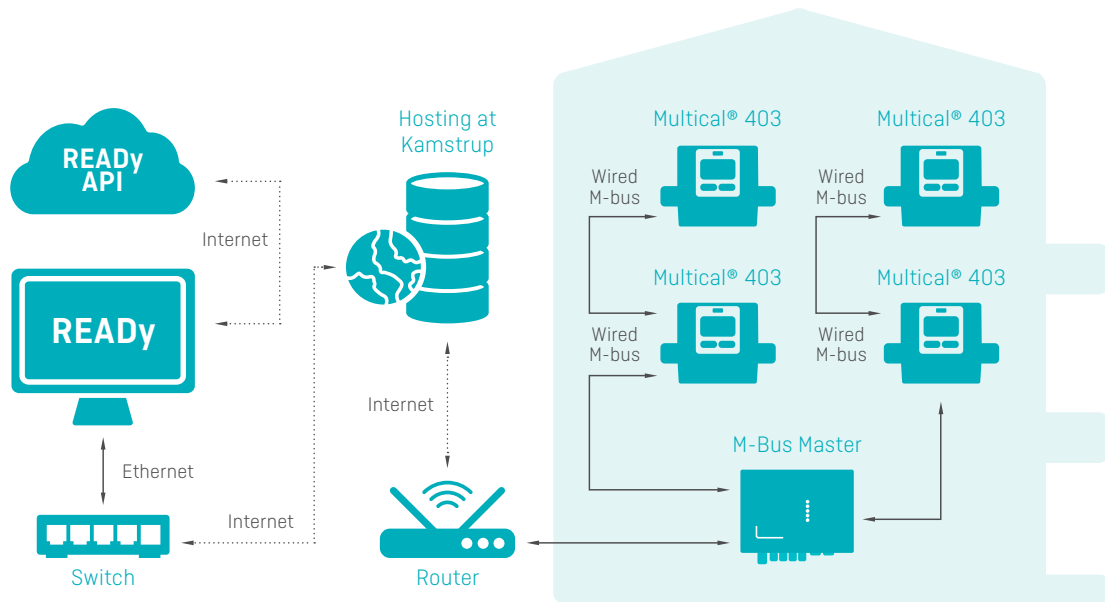 READy
API
Internet
READy
Ethernet
Switch
Internet
Hosting at
Kamstrup
Internet
Router
Multical® 403
Multical® 403
Wired
M-bus
Wired
M-bus
Multical® 403
Multical® 403
Wired
M-bus
Wired
M-bus
M-Bus Master